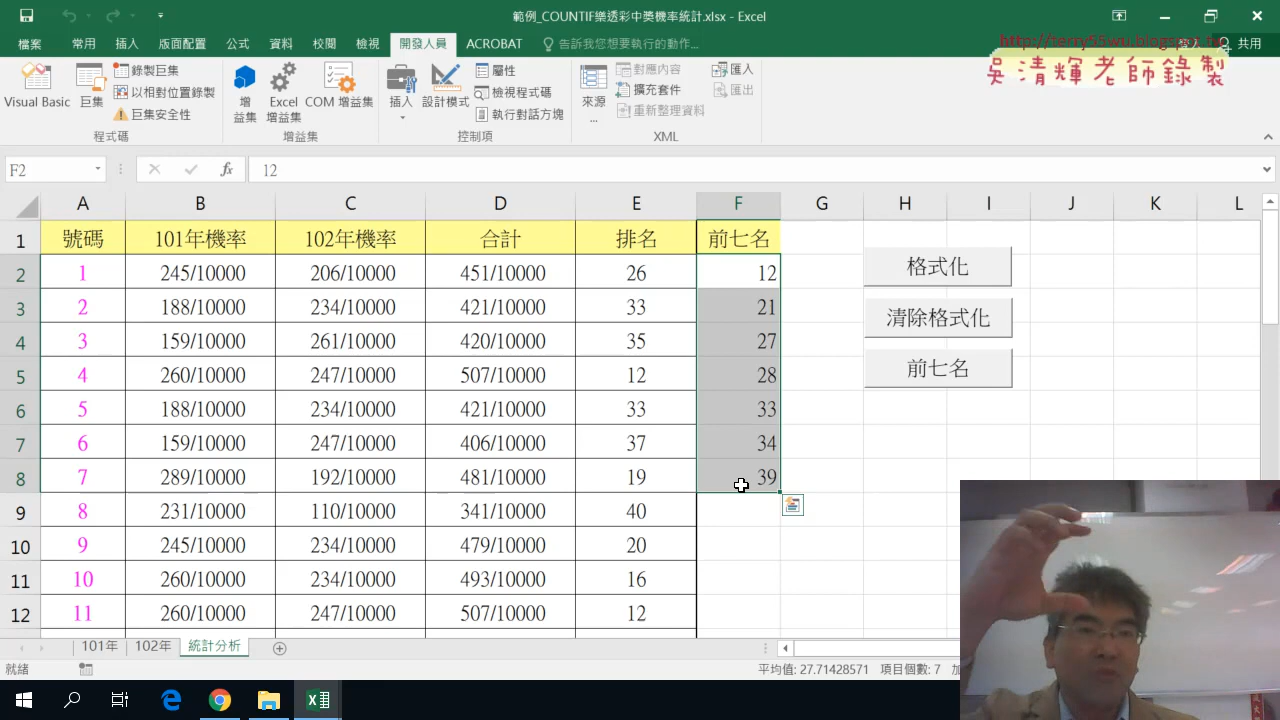 範例_COUNTIF樂透彩中獎機率統計.xlsx - Excel
檔案 常用 插入 版面配置 公式 資料 校閱 檢視 開發人員 ACROBAT 告訴我您想要執行的動作... 登入 共用
http://terry55wu.blogspot.tw
吳清輝老師錄製
Visual Basic 巨集 錄製巨集 以相對位置錄製 巨集安全性
增益集 Excel 增益集 COM 增益集
插入 設計模式 屬性 檢視程式碼 執行對話方塊
來源... 對應內容 擴充套件 重新整理資料 匯入 匯出
程式碼 增益集 控制項 XML
F2 fx 12
A B C D E F G H I J K L
1 號碼 101年機率 102年機率 合計 排名 前七名
2 1 245/10000 206/10000 451/10000 26 12 格式化
3 2 188/10000 234/10000 421/10000 33 21 清除格式化
4 3 159/10000 261/10000 420/10000 35 27 前七名
5 4 260/10000 247/10000 507/10000 12 28
6 5 188/10000 234/10000 421/10000 33 33
7 6 159/10000 247/10000 406/10000 37 34
8 7 289/10000 192/10000 481/10000 19 39
9 8 231/10000 110/10000 341/10000 40
10 9 245/10000 234/10000 479/10000 20
11 10 260/10000 234/10000 493/10000 16
12 11 260/10000 247/10000 507/10000 12
101年 102年 統計分析
就緒 平均值: 27.71428571 項目個數: 7 加